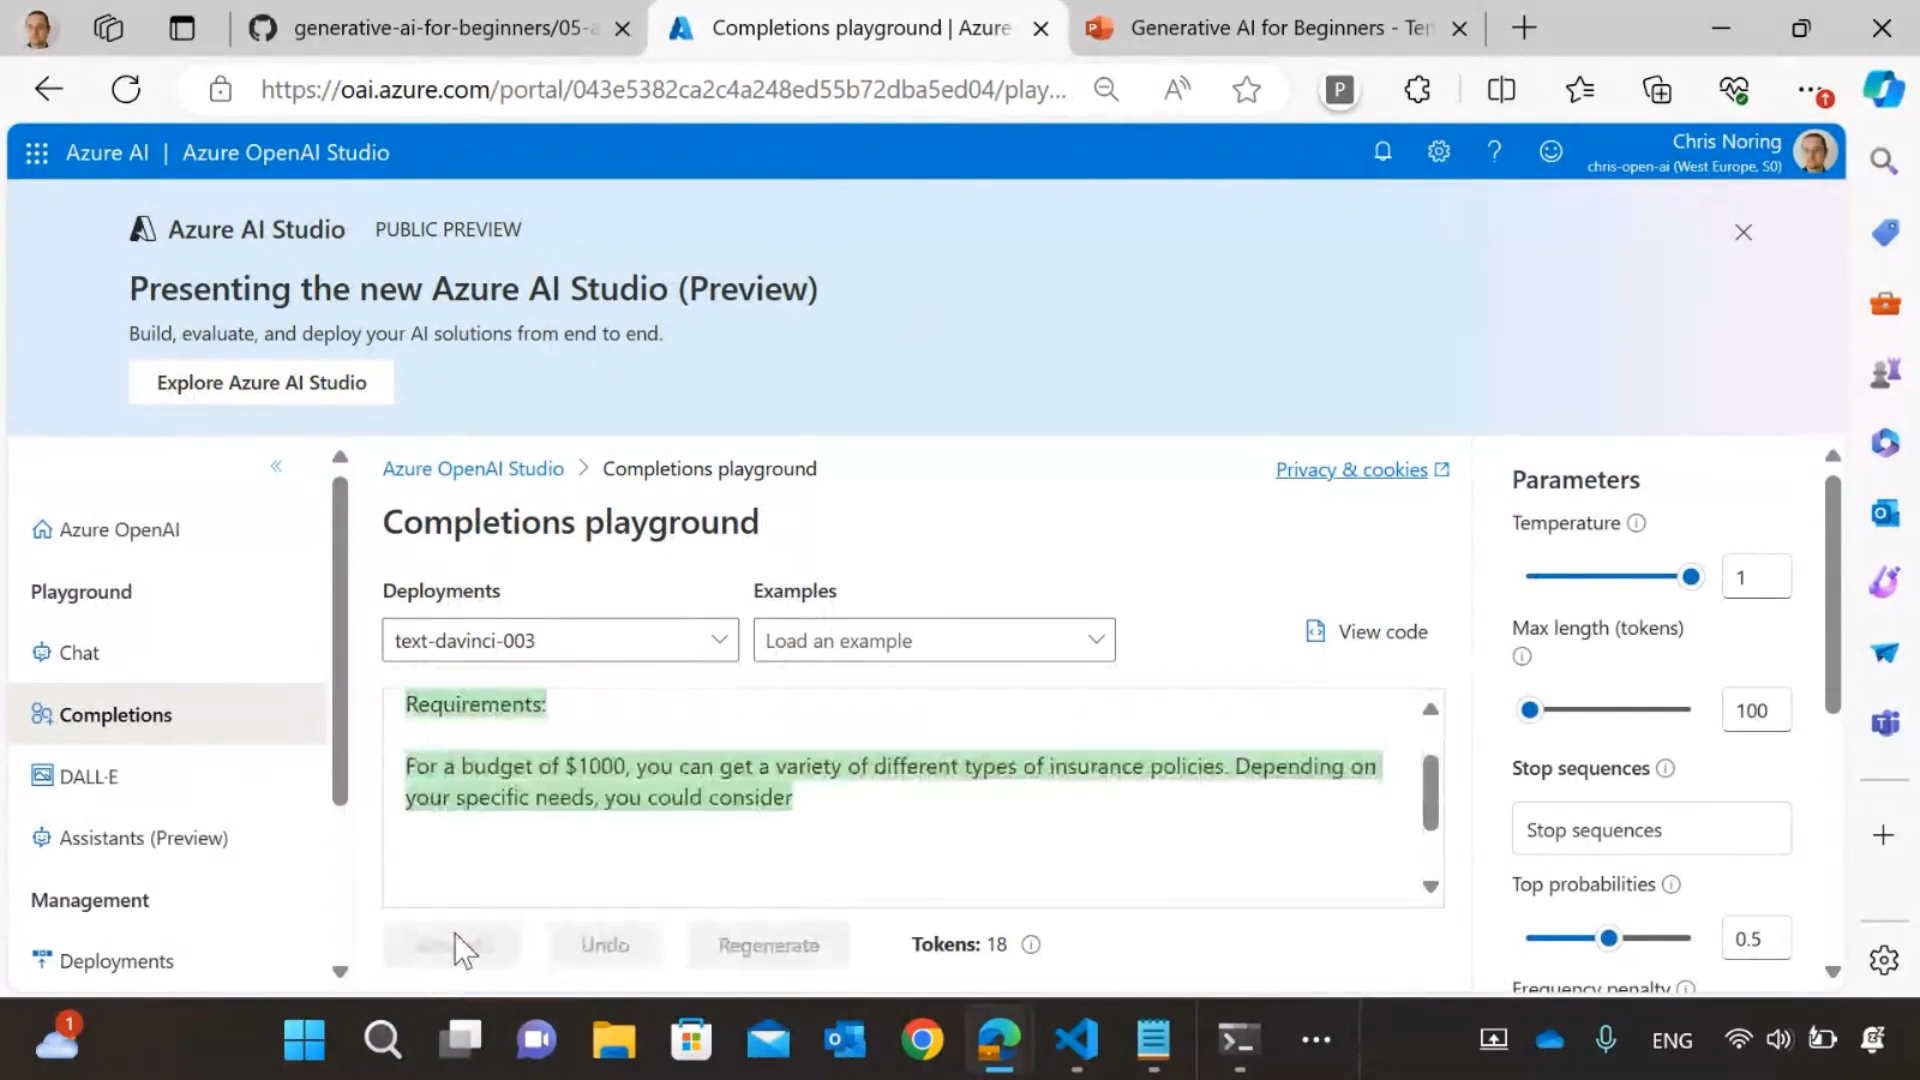 generative-ai-for-beginners/05-a
Completions playground | Azure
Generative AI for Beginners - Ten
https://oai.azure.com/portal/043e5382ca2c4a248ed55b72dba5ed04/play...
P
Azure AI | Azure OpenAI Studio
Chris Noring
chris-open-ai (West Europe, S0)
Azure AI Studio PUBLIC PREVIEW
Presenting the new Azure AI Studio (Preview)
Build, evaluate, and deploy your AI solutions from end to end.
Explore Azure AI Studio
Azure OpenAI
Playground
Chat
Completions
DALL·E
Assistants (Preview)
Management
Deployments
Azure OpenAI Studio > Completions playground
Privacy & cookies
Completions playground
Deployments
Examples
text-davinci-003
Load an example
View code
Requirements:
For a budget of $1000, you can get a variety of different types of insurance policies. Depending on
your specific needs, you could consider
Undo
Regenerate
Tokens: 18
Parameters
Temperature
1
Max length (tokens)
100
Stop sequences
Stop sequences
Top probabilities
0.5
Frequency penalty
1
ENG